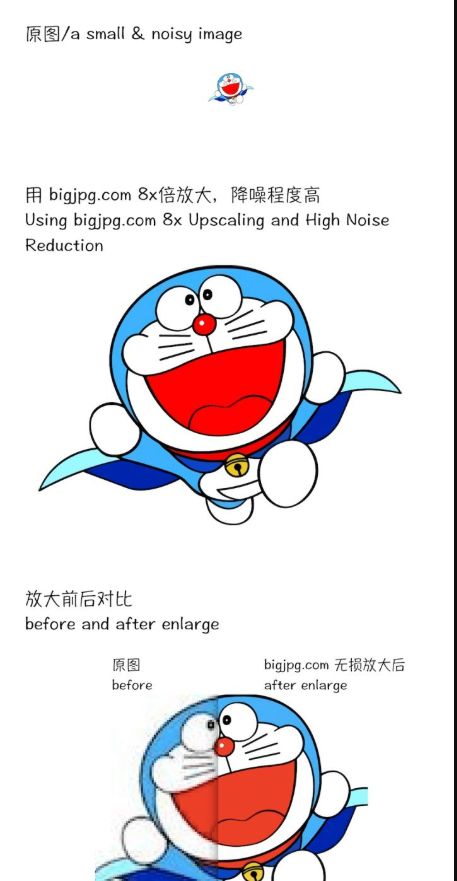 原图/a small & noisy image
用 bigjpg.com 8x倍放大，降噪程度高
Using bigjpg.com 8x Upscaling and High Noise
Reduction
放大前后对比
before and after enlarge
原图
before
bigjpg.com 无损放大后
after enlarge